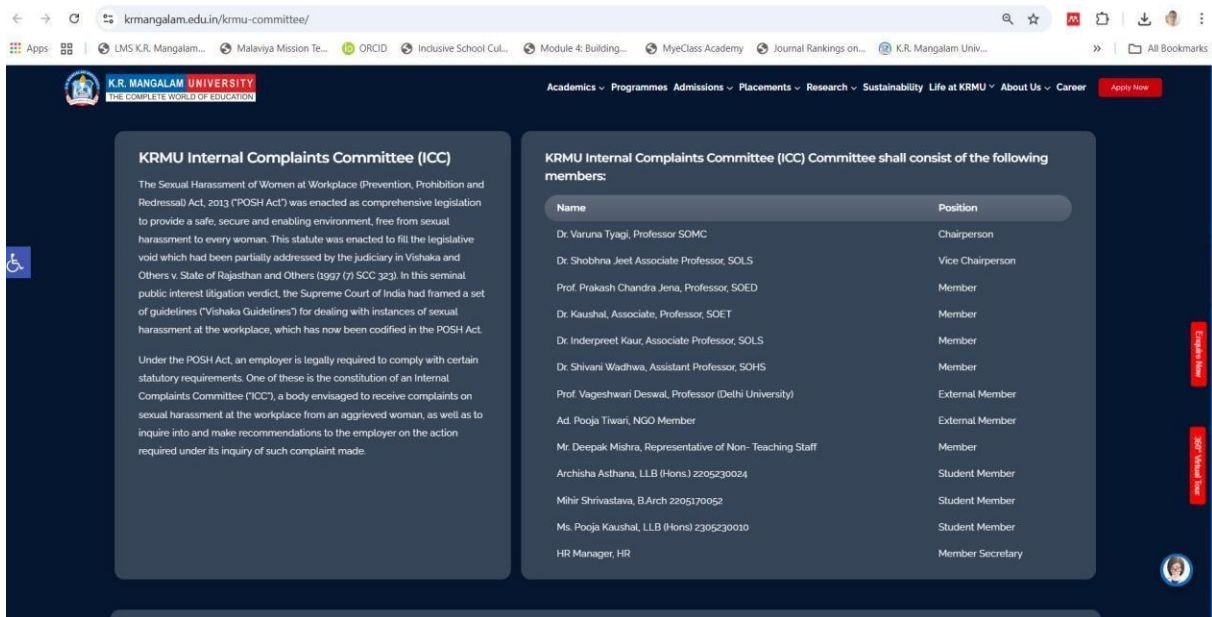 krmangalam.edu.in/krmu-committee/
Apps
LMS K.R. Mangalam...
Malaviya Mission Te...
ORCID
Inclusive School Cul...
Module 4: Building...
MyeClass Academy
Journal Rankings on...
K.R. Mangalam Univ...
»
All Bookmarks
K.R. MANGALAM UNIVERSITY
THE COMPLETE WORLD OF EDUCATION
Academics Programmes Admissions Placements Research Sustainability Life at KRMU About Us Career
Apply Now
KRMU Internal Complaints Committee (ICC)
The Sexual Harassment of Women at Workplace (Prevention, Prohibition and
Redressal) Act, 2013 ("POSH Act") was enacted as comprehensive legislation
to provide a safe, secure and enabling environment, free from sexual
harassment to every woman. This statute was enacted to fill the legislative
void which had been partially addressed by the judiciary in Vishaka and
Others v. State of Rajasthan and Others (1997 (7) SCC 323). In this seminal
public interest litigation verdict, the Supreme Court of India had framed a set
of guidelines ("Vishaka Guidelines") for dealing with instances of sexual
harassment at the workplace, which has now been codified in the POSH Act.
Under the POSH Act, an employer is legally required to comply with certain
statutory requirements. One of these is the constitution of an Internal
Complaints Committee ("ICC"), a body envisaged to receive complaints on
sexual harassment at the workplace from an aggrieved woman, as well as to
inquire into and make recommendations to the employer on the action
required under its inquiry of such complaint made.
KRMU Internal Complaints Committee (ICC) Committee shall consist of the following
members:
Name Position
Dr. Varuna Tyagi, Professor SOMC Chairperson
Dr. Shobhna Jeet Associate Professor, SOLS Vice Chairperson
Prof. Prakash Chandra Jena, Professor, SOED Member
Dr. Kaushal, Associate, Professor, SOET Member
Dr. Inderpreet Kaur, Associate Professor, SOLS Member
Dr. Shivani Wadhwa, Assistant Professor, SOHS Member
Prof. Vageshwari Deswal, Professor (Delhi University) External Member
Ad. Pooja Tiwari, NGO Member External Member
Mr. Deepak Mishra, Representative of Non- Teaching Staff Member
Archisha Asthana, LLB (Hons.) 2205230024 Student Member
Mihir Shrivastava, B.Arch 2205170052 Student Member
Ms. Pooja Kaushal, LLB (Hons) 2305230010 Student Member
HR Manager, HR Member Secretary
Enquire Now
360° Virtual Tour